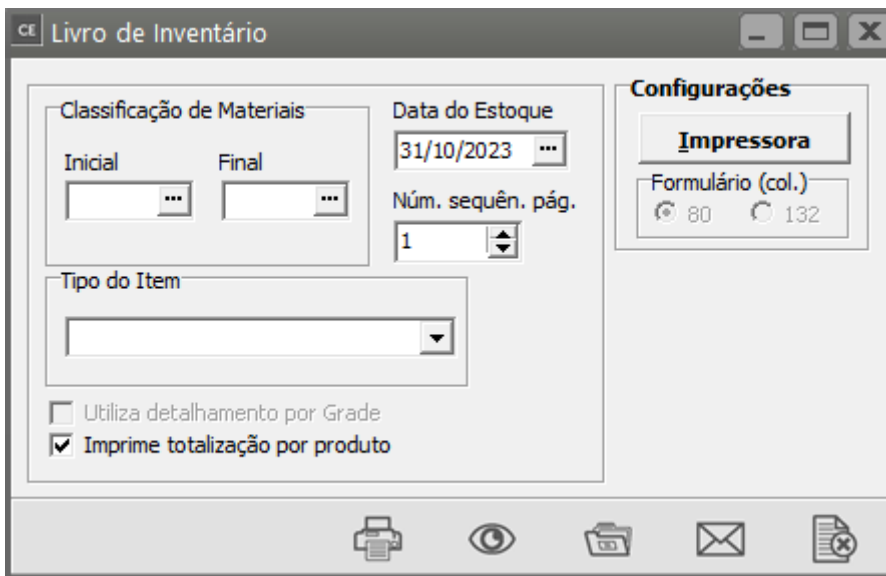 CE Livro de Inventário
Classificação de Materiais
Inicial Final
Data do Estoque
31/10/2023
Núm. sequên. pág.
1
Tipo do Item
Utiliza detalhamento por Grade
Imprime totalização por produto
Configurações
Impressora
Formulário (col.)
80 132